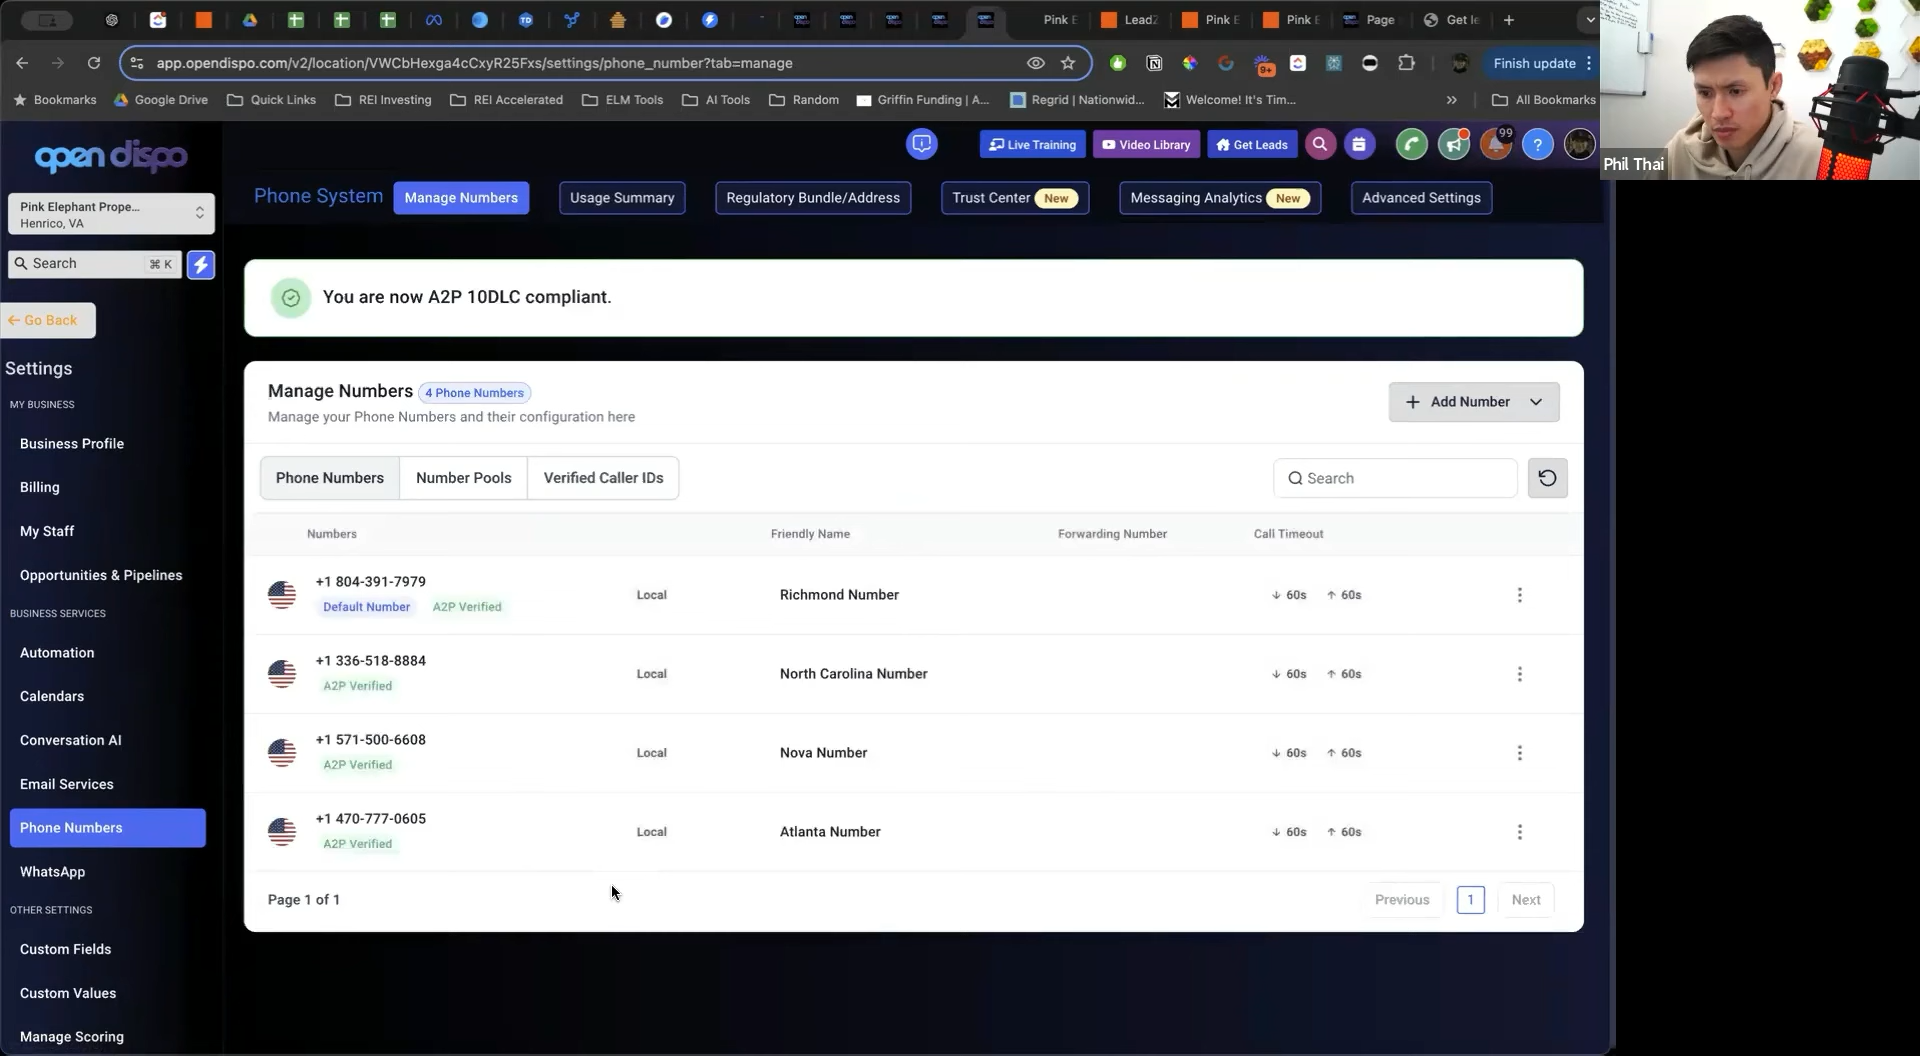 Pink E
Lead2
Pink E
Pink E
Page
Get le
app.opendispo.com/v2/location/VWCbHexga4cCxyR25Fxs/settings/phone_number?tab=manage
9+
Finish update
Bookmarks
Google Drive
Quick Links
REI Investing
REI Accelerated
ELM Tools
AI Tools
Random
Griffin Funding | A...
Regrid | Nationwid...
Welcome! It's Tim...
»
All Bookmarks
Phil Thai
open dispo
Live Training
Video Library
Get Leads
99
?
Pink Elephant Prope...
Henrico, VA
Search
⌘ K
Go Back
Settings
MY BUSINESS
Business Profile
Billing
My Staff
Opportunities & Pipelines
BUSINESS SERVICES
Automation
Calendars
Conversation AI
Email Services
Phone Numbers
WhatsApp
OTHER SETTINGS
Custom Fields
Custom Values
Manage Scoring
Phone System
Manage Numbers
Usage Summary
Regulatory Bundle/Address
Trust Center New
Messaging Analytics New
Advanced Settings
You are now A2P 10DLC compliant.
Manage Numbers 4 Phone Numbers
Manage your Phone Numbers and their configuration here
+ Add Number
Phone Numbers
Number Pools
Verified Caller IDs
Search
Numbers
Friendly Name
Forwarding Number
Call Timeout
+1 804-391-7979
Default Number
A2P Verified
Local
Richmond Number
↓ 60s ↑ 60s
+1 336-518-8884
A2P Verified
Local
North Carolina Number
↓ 60s ↑ 60s
+1 571-500-6608
A2P Verified
Local
Nova Number
↓ 60s ↑ 60s
+1 470-777-0605
A2P Verified
Local
Atlanta Number
↓ 60s ↑ 60s
Page 1 of 1
Previous
1
Next